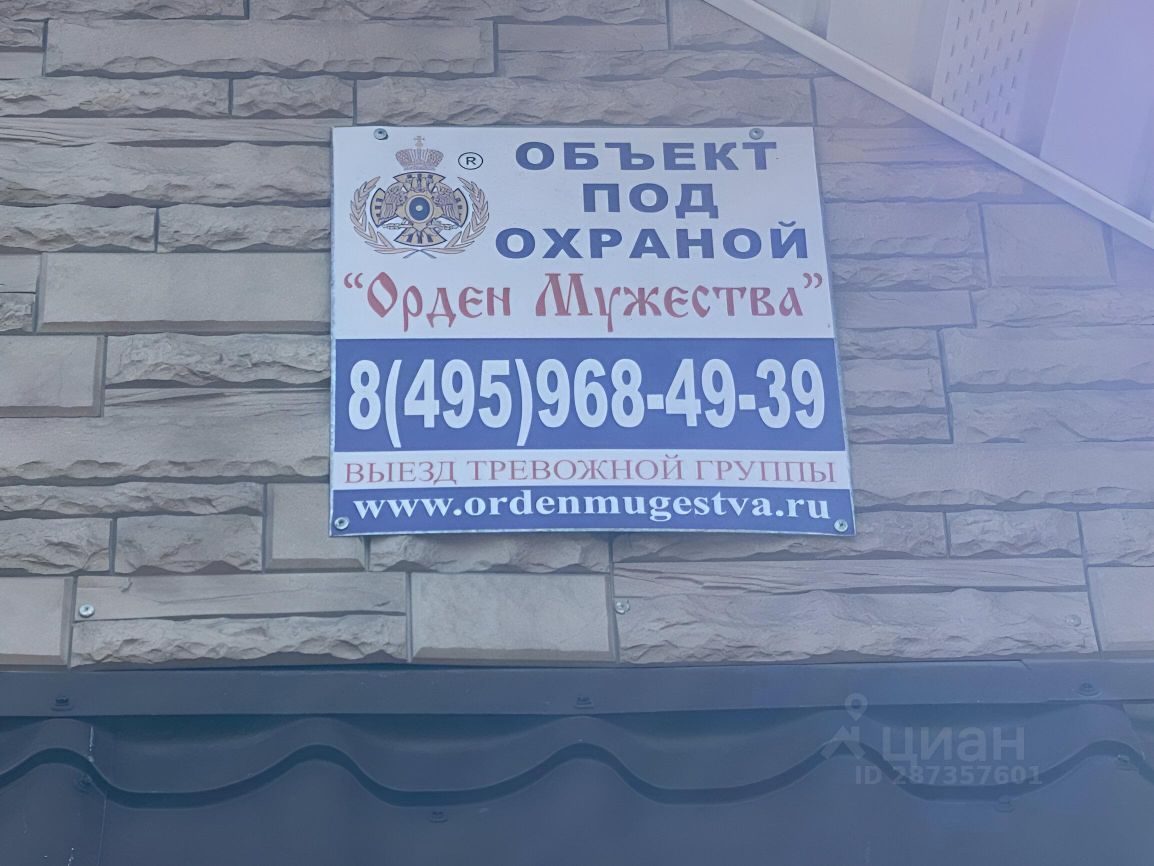 ®
ОБЪЕКТ
ПОД
ОХРАНОЙ
“Орден Мужества”
8(495)968-49-39
ВЫЕЗД ТРЕВОЖНОЙ ГРУППЫ
www.ordenmugestva.ru
циан
ID 287357601